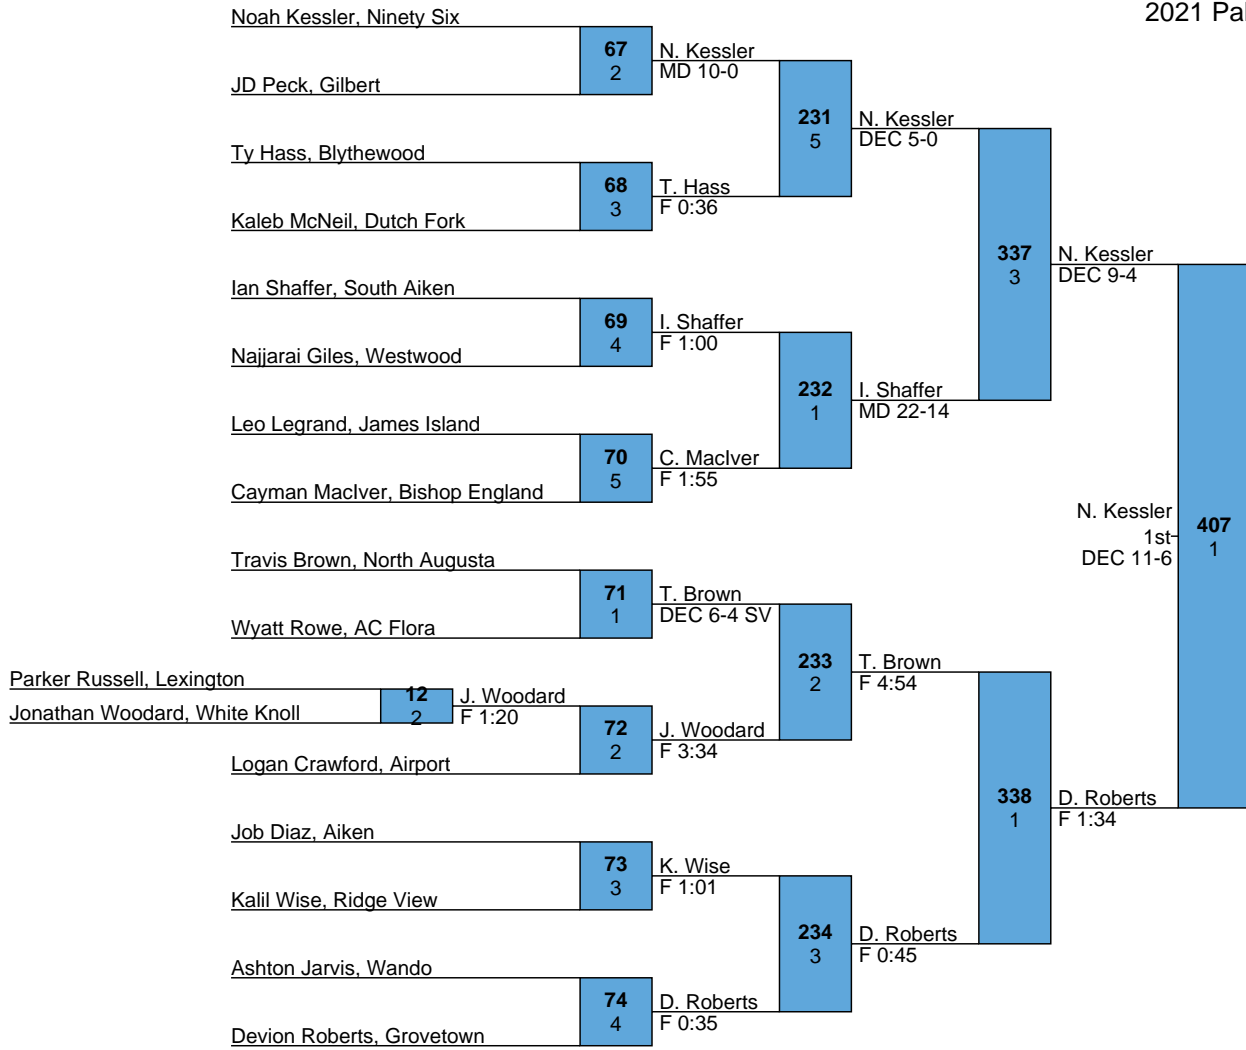 2021 Pal
Noah Kessler, Ninety Six
67
2
N. Kessler
MD 10-0
JD Peck, Gilbert
231
5
N. Kessler
DEC 5-0
Ty Hass, Blythewood
68
3
T. Hass
F 0:36
Kaleb McNeil, Dutch Fork
337
3
N. Kessler
DEC 9-4
Ian Shaffer, South Aiken
69
4
I. Shaffer
F 1:00
Najjarai Giles, Westwood
232
1
I. Shaffer
MD 22-14
Leo Legrand, James Island
70
5
C. MacIver
F 1:55
Cayman MacIver, Bishop England
N. Kessler
1st
DEC 11-6
407
1
Travis Brown, North Augusta
71
1
T. Brown
DEC 6-4 SV
Wyatt Rowe, AC Flora
233
2
T. Brown
F 4:54
Parker Russell, Lexington
12
2
J. Woodard
F 1:20
Jonathan Woodard, White Knoll
72
2
J. Woodard
F 3:34
Logan Crawford, Airport
338
1
D. Roberts
F 1:34
Job Diaz, Aiken
73
3
K. Wise
F 1:01
Kalil Wise, Ridge View
234
3
D. Roberts
F 0:45
Ashton Jarvis, Wando
74
4
D. Roberts
F 0:35
Devion Roberts, Grovetown